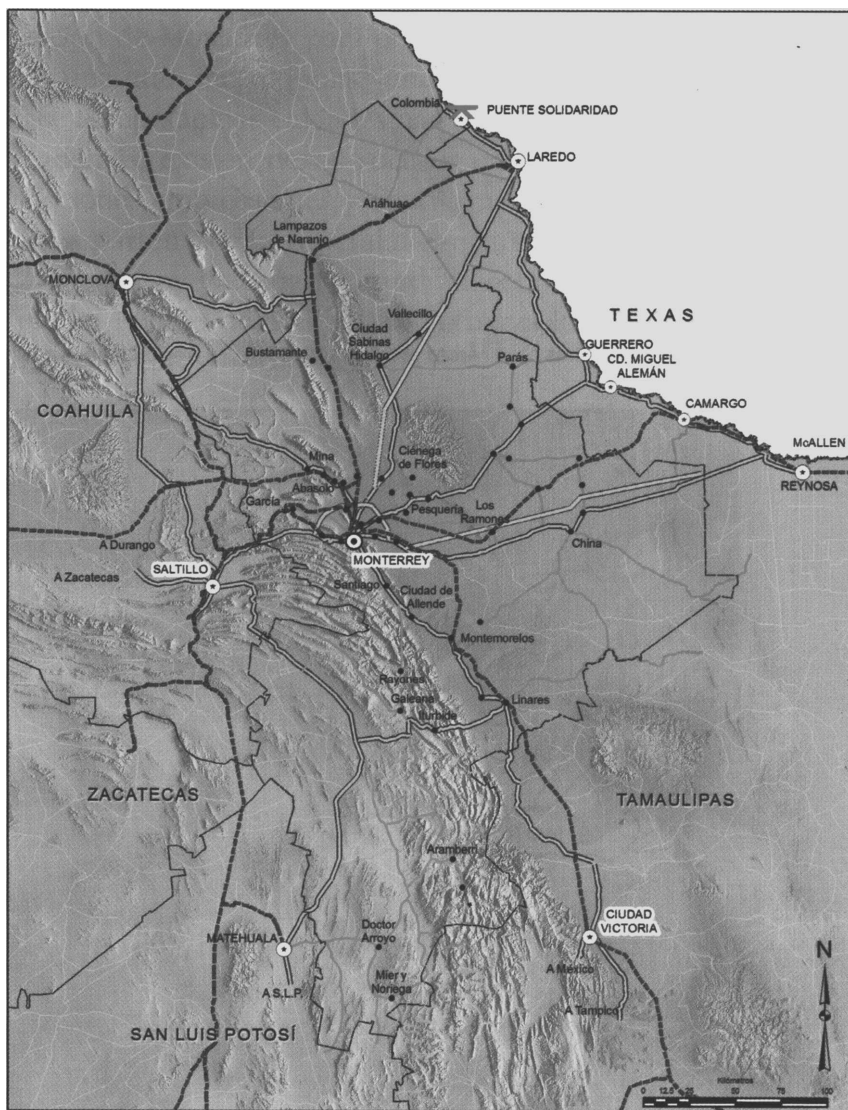 Colombia
PUENTE SOLIDARIDAD
LAREDO
Anáhuac
Lampazos
de Naranjo
MONCLOVA
TEXAS
Vallecillo
Ciudad
Sabinas
Hidalgo
Bustamante
GUERRERO
CD. MIGUEL
ALEMÁN
Parás
COAHUILA
CAMARGO
McALLEN
Mina
Ciénega
de Flores
REYNOSA
Abasolo
García
Pesquería
Los
Ramones
A Durango
China
MONTERREY
SALTILLO
A Zacatecas
Santiago
Ciudad de
Allende
Montemorelos
Rayones
Galeana
Linares
Iturbide
ZACATECAS
TAMAULIPAS
Aramberri
CIUDAD
VICTORIA
Doctor
Arroyo
MATEHUALA
A México
N
Mier y
Noriega
A S.L.P.
A Tampico
SAN LUIS POTOSÍ
Kilómetros
0 12.5 25 50 75 100